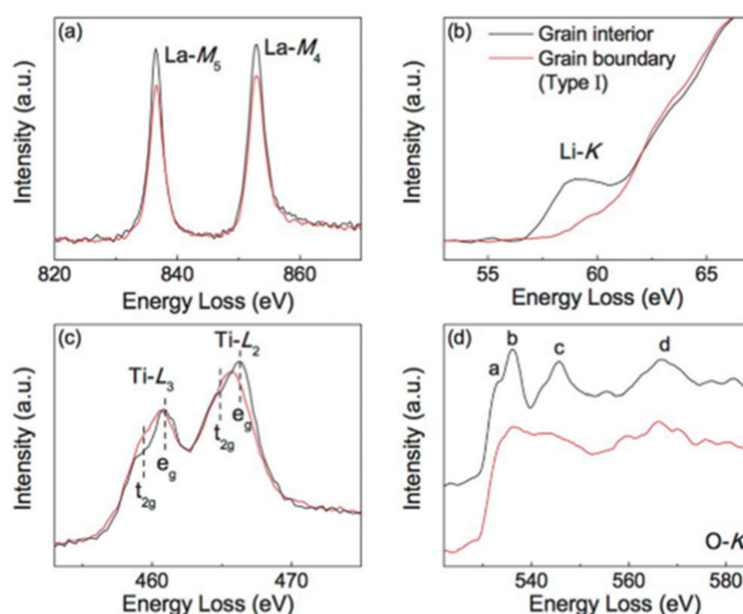 (a)
La-M₅
La-M₄
Intensity (a.u.)
820 840 860
Energy Loss (eV)
(b)
Grain interior
Grain boundary
(Type I)
Li-K
Intensity (a.u.)
55 60 65
Energy Loss (eV)
(c)
Ti-L₂
Ti-L₃
t₂g
e_g
t₂g
e_g
Intensity (a.u.)
460 470
Energy Loss (eV)
(d)
a
b
c
d
O-K
Intensity (a.u.)
540 560 580
Energy Loss (eV)